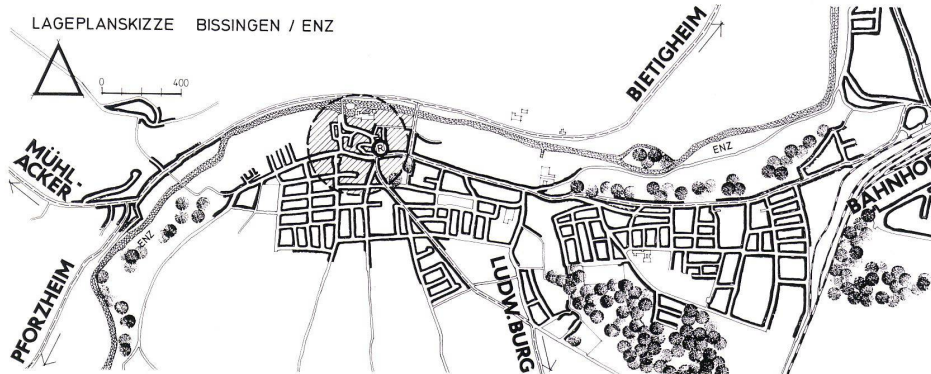 LAGEPLANSKIZZE BISSINGEN / ENZ
0 400
BIETIGHEIM
MÜHL-
ACKER
ENZ
R
BAHNHOF
ENZ
PFORZHEIM
LUDW.BURG